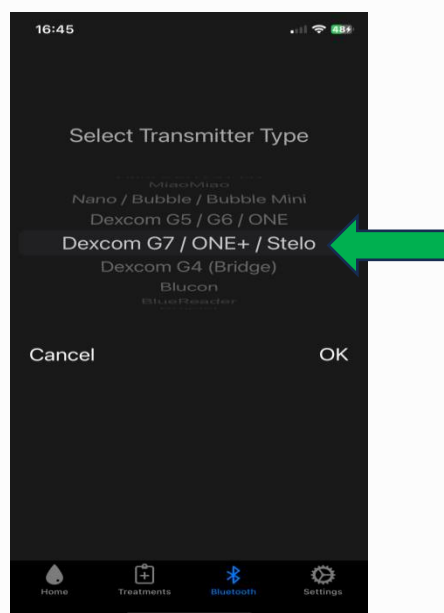 16:45
48
Select Transmitter Type
MiaoMiao
Nano / Bubble / Bubble Mini
Dexcom G5 / G6 / ONE
Dexcom G7 / ONE+ / Stelo
Dexcom G4 (Bridge)
Blucon
BlueReader
Cancel OK
Home Treatments Bluetooth Settings